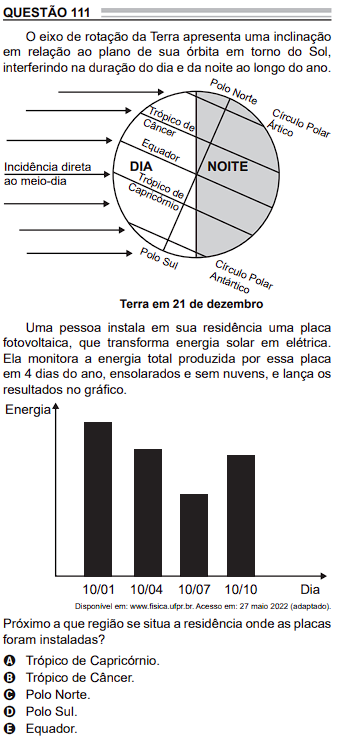 QUESTÃO 111
O eixo de rotação da Terra apresenta uma inclinação
em relação ao plano de sua órbita em torno do Sol,
interferindo na duração do dia e da noite ao longo do ano.
Polo Norte
Círculo Polar
Ártico
Trópico de
Câncer
Equador
Incidência direta
ao meio-dia
DIA
NOITE
Trópico de
Capricórnio
Polo Sul
Círculo Polar
Antártico
Terra em 21 de dezembro
Uma pessoa instala em sua residência uma placa
fotovoltaica, que transforma energia solar em elétrica.
Ela monitora a energia total produzida por essa placa
em 4 dias do ano, ensolarados e sem nuvens, e lança os
resultados no gráfico.
Energia
10/01 10/04 10/07 10/10 Dia
Disponível em: www.fisica.ufpr.br. Acesso em: 27 maio 2022 (adaptado).
Próximo a que região se situa a residência onde as placas
foram instaladas?
A Trópico de Capricórnio.
B Trópico de Câncer.
C Polo Norte.
D Polo Sul.
E Equador.